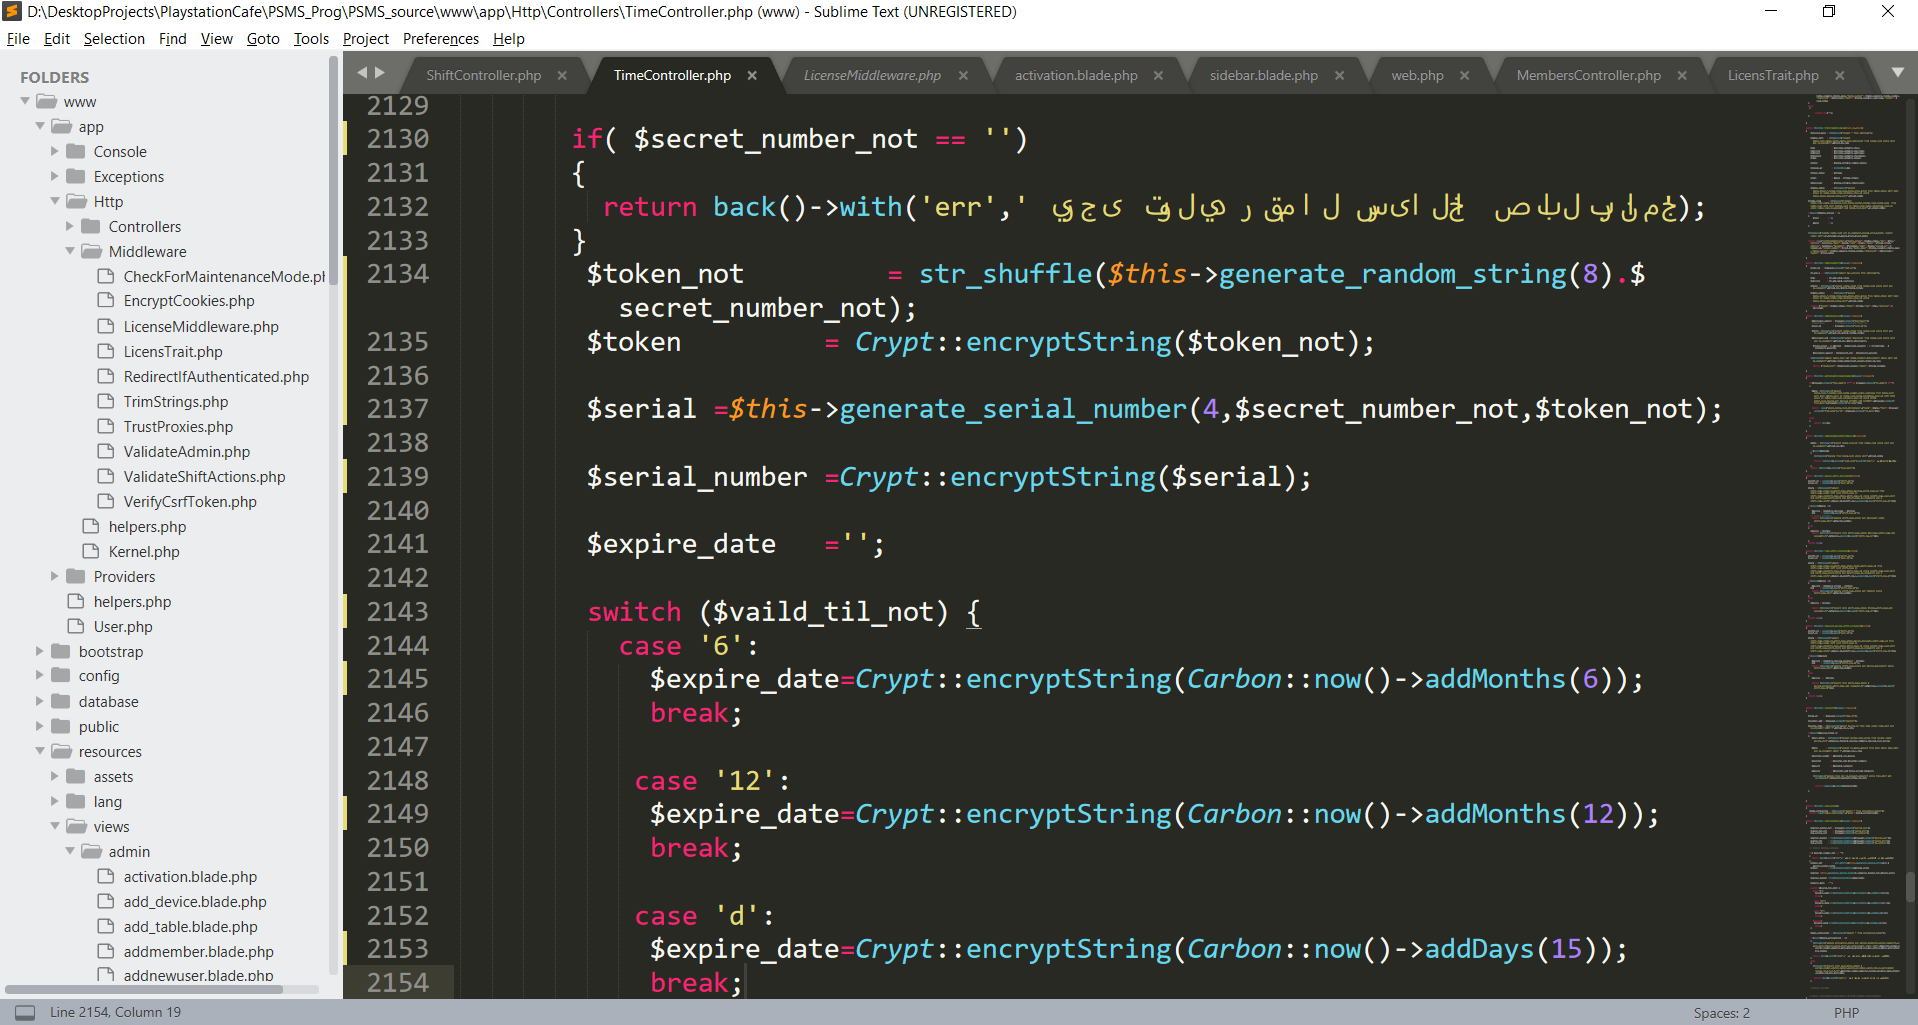 D:\DesktopProjects\PlaystationCafe\PSMS_Prog\PSMS_source\www\app\Http\Controllers\TimeController.php (www) - Sublime Text (UNREGISTERED)
File Edit Selection Find View Goto Tools Project Preferences Help
FOLDERS
www
app
Console
Exceptions
Http
Controllers
Middleware
CheckForMaintenanceMode.pl
EncryptCookies.php
LicenseMiddleware.php
LicensTrait.php
RedirectIfAuthenticated.php
TrimStrings.php
TrustProxies.php
ValidateAdmin.php
ValidateShiftActions.php
VerifyCsrfToken.php
helpers.php
Kernel.php
Providers
helpers.php
User.php
bootstrap
config
database
public
resources
assets
lang
views
admin
activation.blade.php
add_device.blade.php
add_table.blade.php
addmember.blade.php
addnewuser.blade.php
ShiftController.php TimeController.php LicenseMiddleware.php activation.blade.php sidebar.blade.php web.php MembersController.php LicensTrait.php
2129
2130 if( $secret_number_not == '')
2131 {
2132 return back()->with('err','
2133 }
2134 $token_not = str_shuffle($this->generate_random_string(8).$
secret_number_not);
2135 $token = Crypt::encryptString($token_not);
2136
2137 $serial =$this->generate_serial_number(4,$secret_number_not,$token_not);
2138
2139 $serial_number =Crypt::encryptString($serial);
2140
2141 $expire_date ='';
2142
2143 switch ($vaild_til_not) {
2144 case '6':
2145 $expire_date=Crypt::encryptString(Carbon::now()->addMonths(6));
2146 break;
2147
2148 case '12':
2149 $expire_date=Crypt::encryptString(Carbon::now()->addMonths(12));
2150 break;
2151
2152 case 'd':
2153 $expire_date=Crypt::encryptString(Carbon::now()->addDays(15));
2154 break;
Line 2154, Column 19 Spaces: 2 PHP